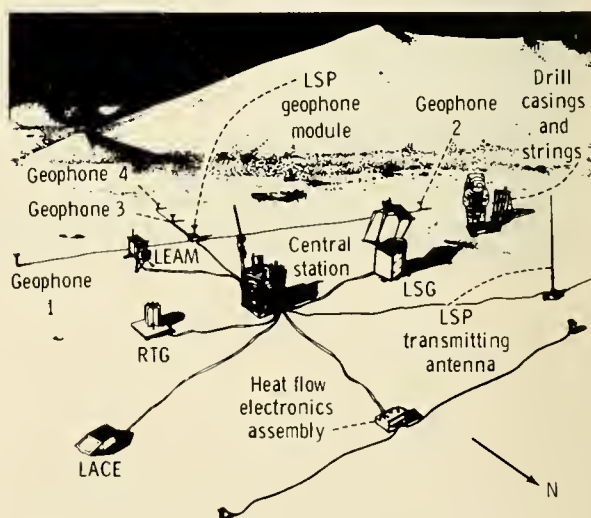 LSP
geophone
module
Geophone
2
Drill
casings
and
strings
Geophone 4
Geophone 3
LEAM
Central
station
Geophone
1
LSG
RTG
LSP
transmitting
antenna
Heat flow
electronics
assembly
LACE
N